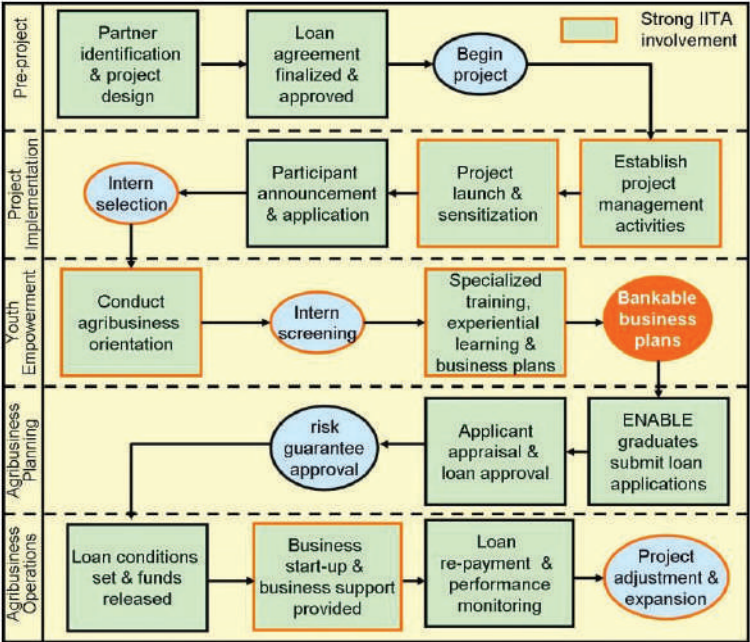 Pre-project
Partner
identification
& project
design
Loan
agreement
finalized &
approved
Begin
project
Strong IITA
involvement
Project
Implementation
Intern
selection
Participant
announcement
& application
Project
launch &
sensitization
Establish
project
management
activities
Youth
Empowerment
Conduct
agribusiness
orientation
Intern
screening
Specialized
training,
experiential
learning &
business plans
Bankable
business
plans
Agribusiness
Planning
risk
guarantee
approval
Applicant
appraisal &
loan approval
ENABLE
graduates
submit loan
applications
Agribusiness
Operations
Loan conditions
set & funds
released
Business
start-up &
business support
provided
Loan
re-payment &
performance
monitoring
Project
adjustment &
expansion